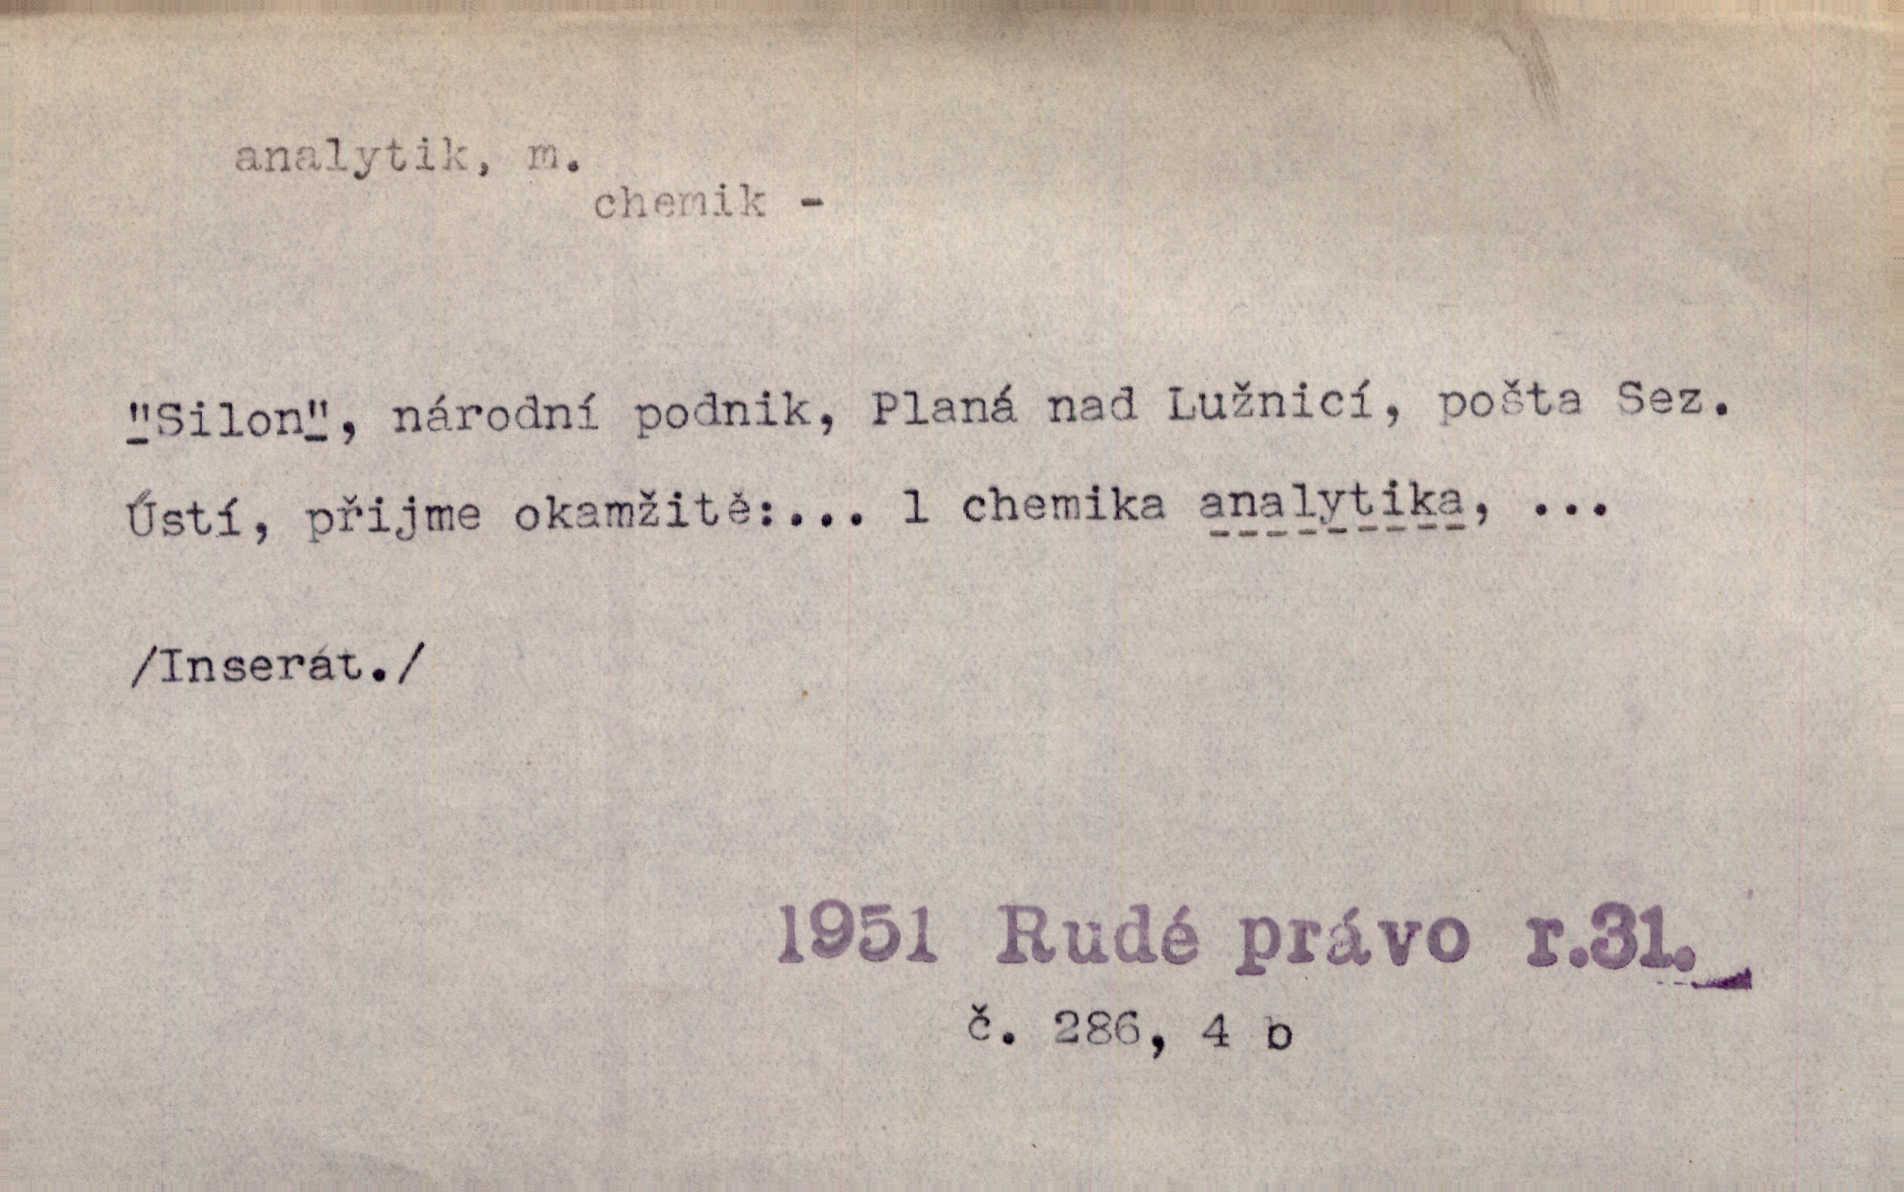 analytik, m.
chemik -
"Silon", národní podnik, Planá nad Lužnicí, pošta Sez.
Ústí, přijme okamžitě:... 1 chemika analytika, ...
/Inserát./
1951 Rudé právo r.31.
č. 286, 4 b